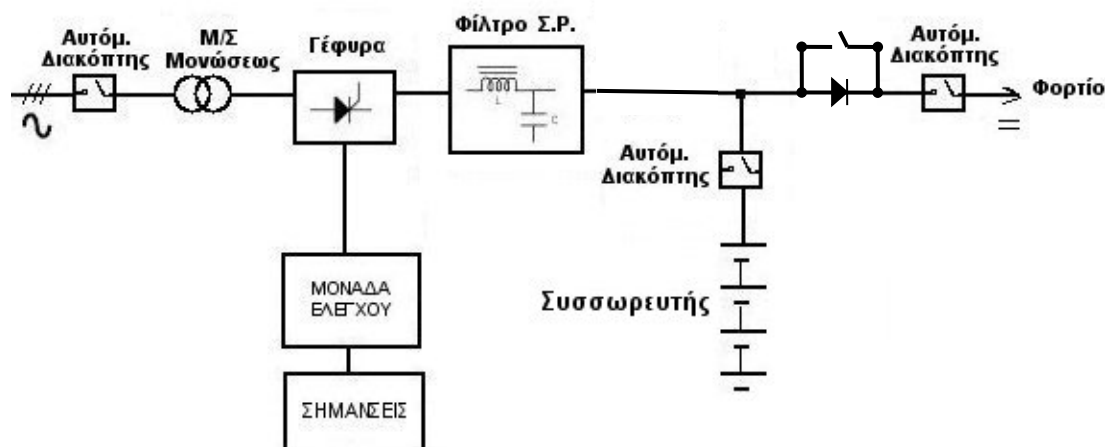 Αυτόμ.
Διακόπτης
Μ/Σ
Μονώσεως
Γέφυρα
Φίλτρο Σ.Ρ.
L
C
Αυτόμ.
Διακόπτης
Φορτίο
Αυτόμ.
Διακόπτης
ΜΟΝΑΔΑ
ΕΛΕΓΧΟΥ
Συσσωρευτής
ΣΗΜΑΝΣΕΙΣ